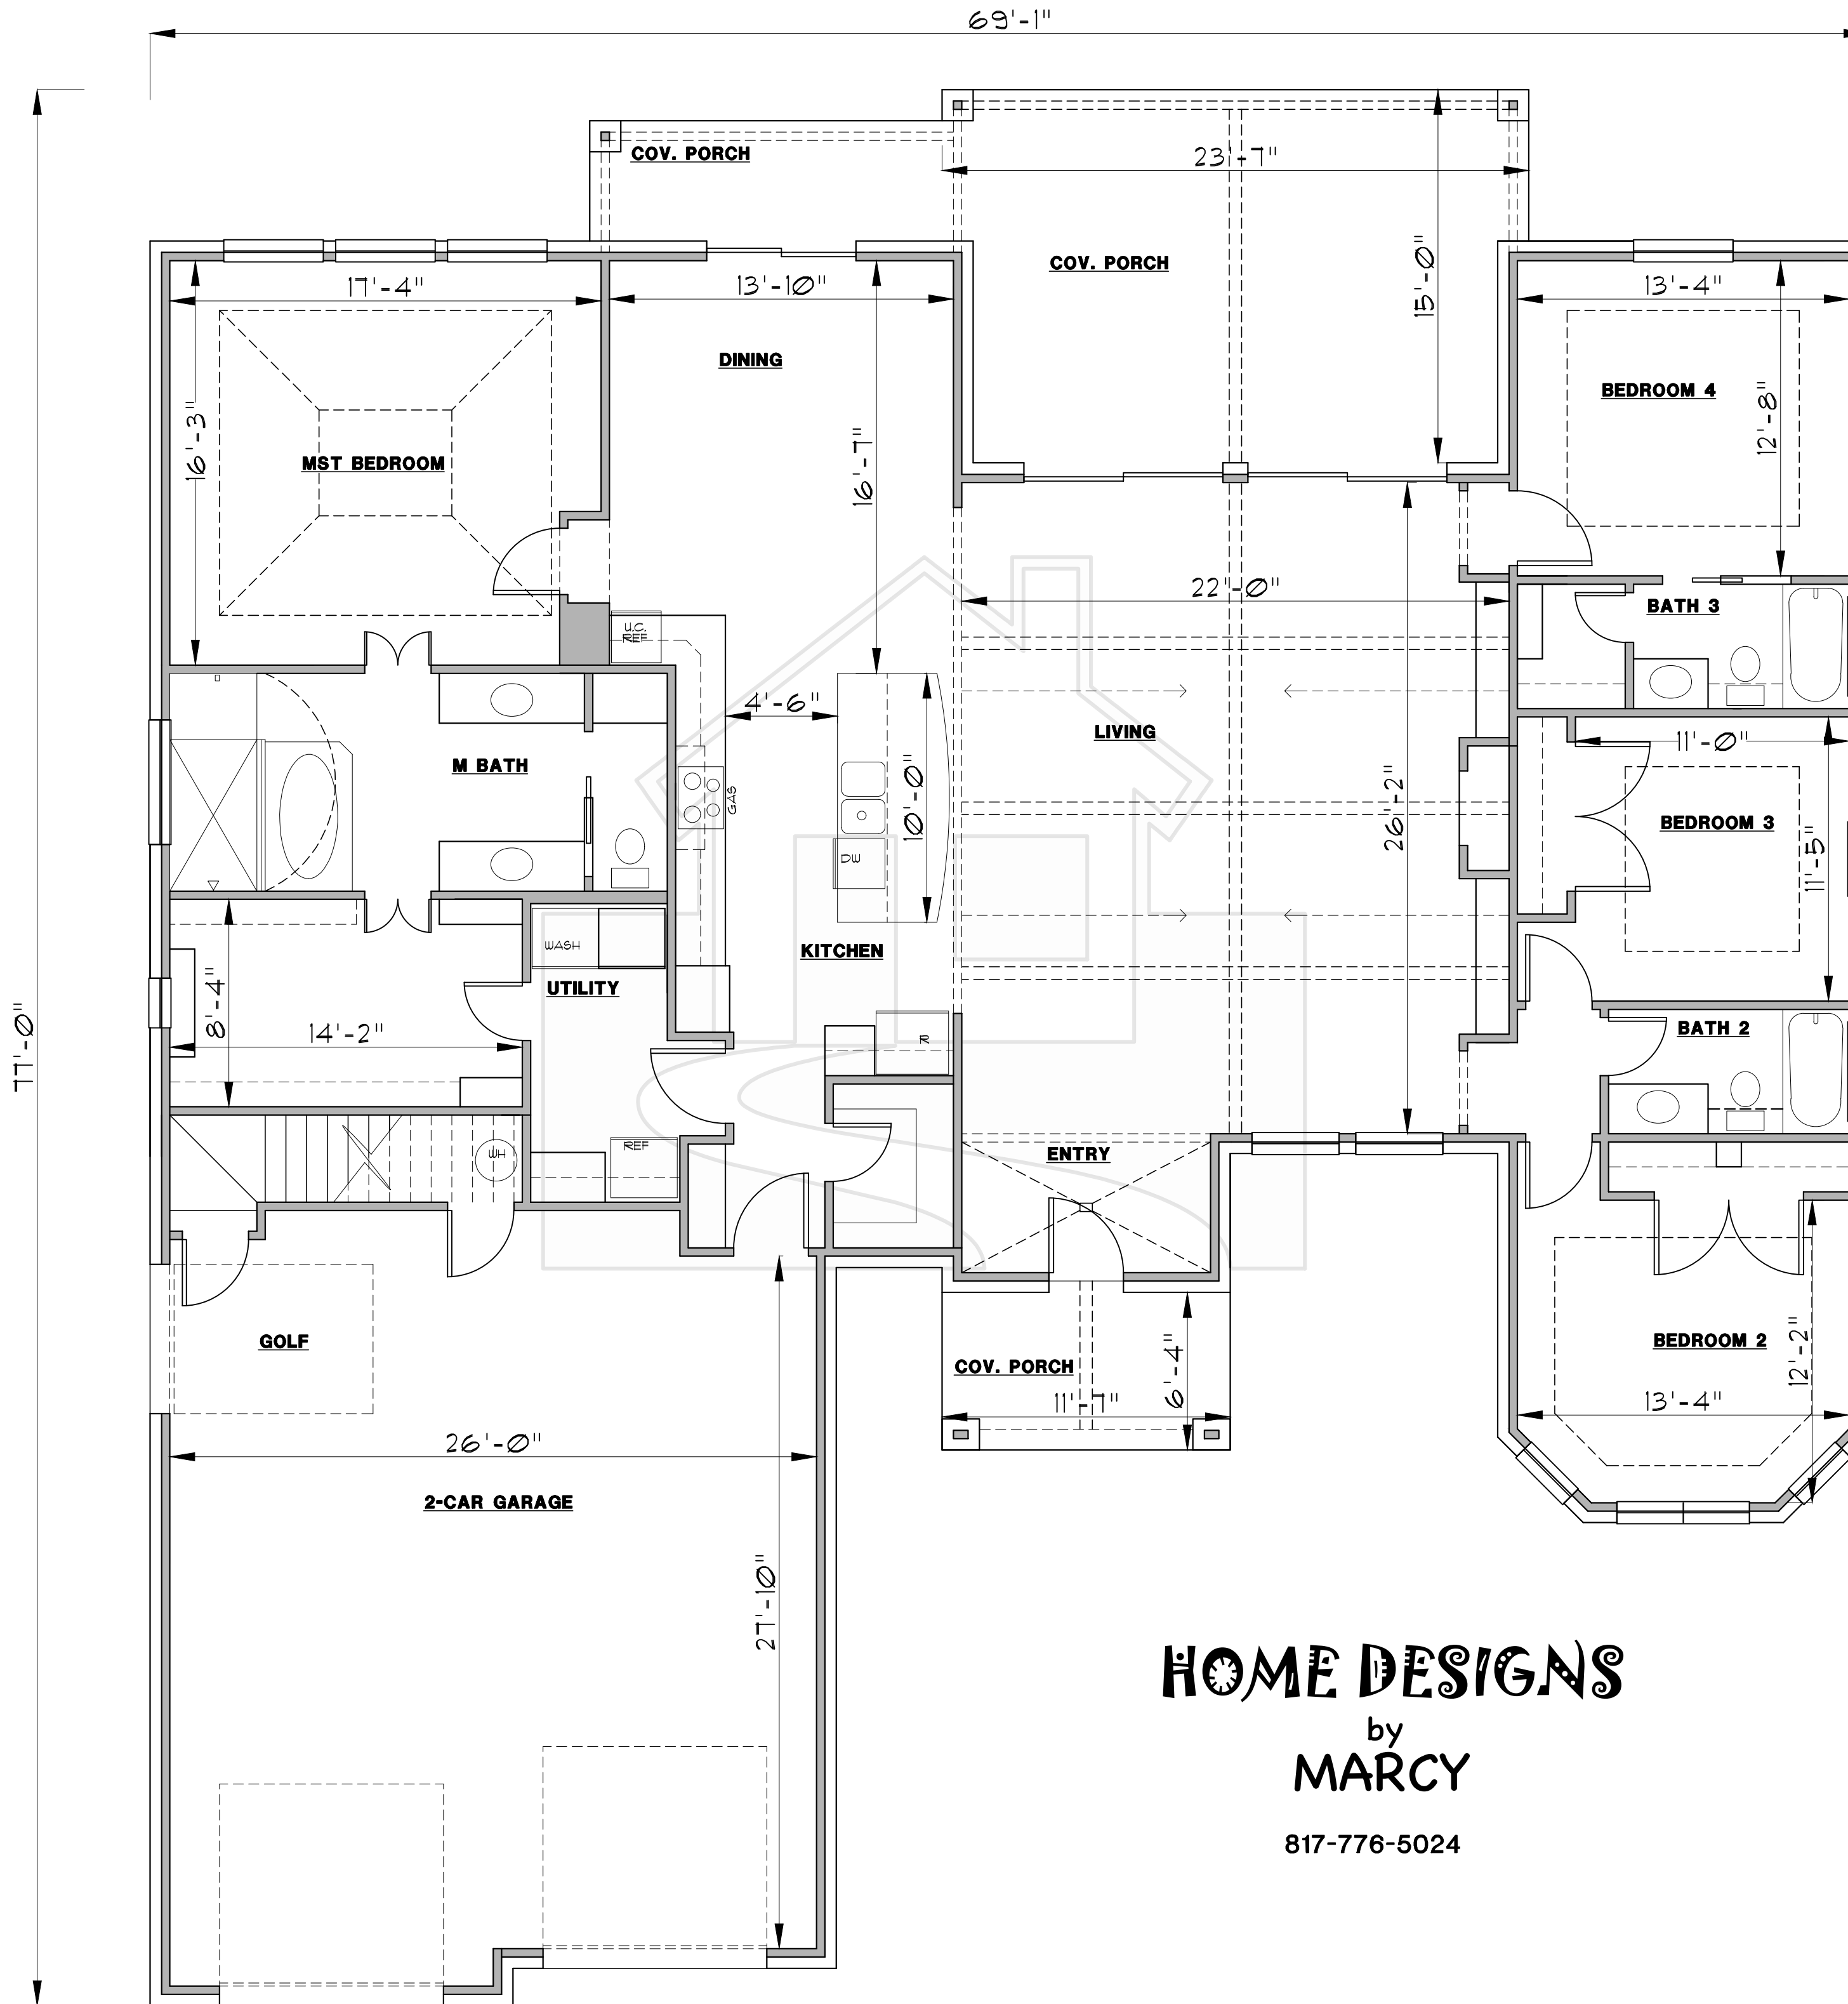 69'-1"
COV. PORCH
23'-7"
COV. PORCH
15'-0"
17'-4"
13'-10"
13'-4"
DINING
BEDROOM 4
16'-3"
MST BEDROOM
16'-7"
12'-8"
22'-0"
BATH 3
U.C.
REF
4'-6"
LIVING
11'-0"
M BATH
GAS
10'-0"
26'-2"
BEDROOM 3
11'-5"
DW
WASH
KITCHEN
UTILITY
8'-4"
14'-2"
R
BATH 2
77'-0"
REF
WH
ENTRY
GOLF
COV. PORCH
6'-4"
11'-7"
BEDROOM 2
12'-2"
13'-4"
26'-0"
2-CAR GARAGE
27'-10"
HOME DESIGNS
by
MARCY
817-776-5024